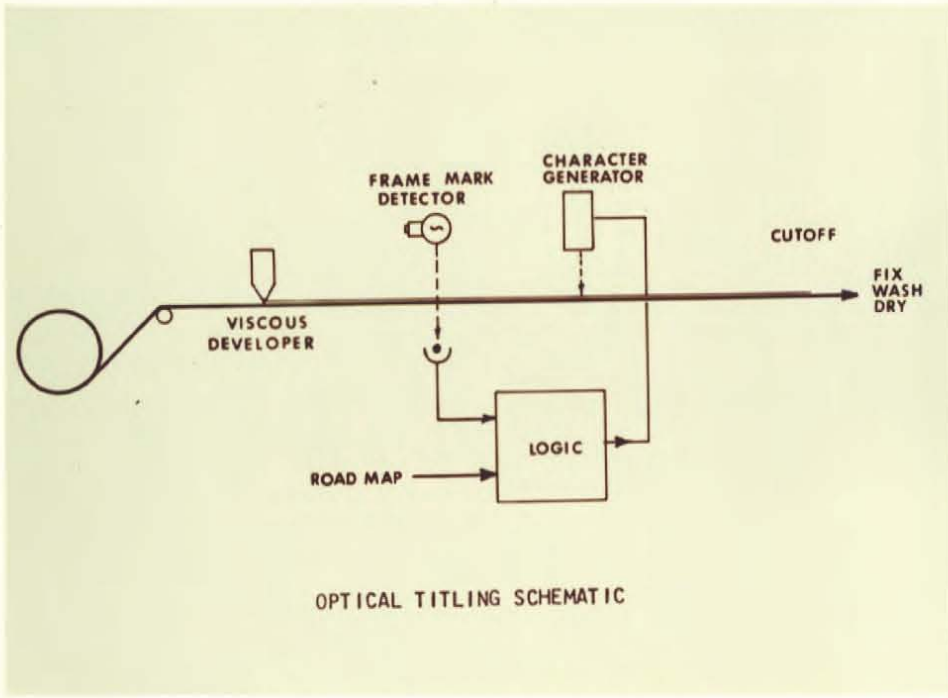 FRAME MARK
DETECTOR
CHARACTER
GENERATOR
CUTOFF
FIX
WASH
DRY
VISCOUS
DEVELOPER
LOGIC
ROAD MAP
OPTICAL TITLING SCHEMATIC